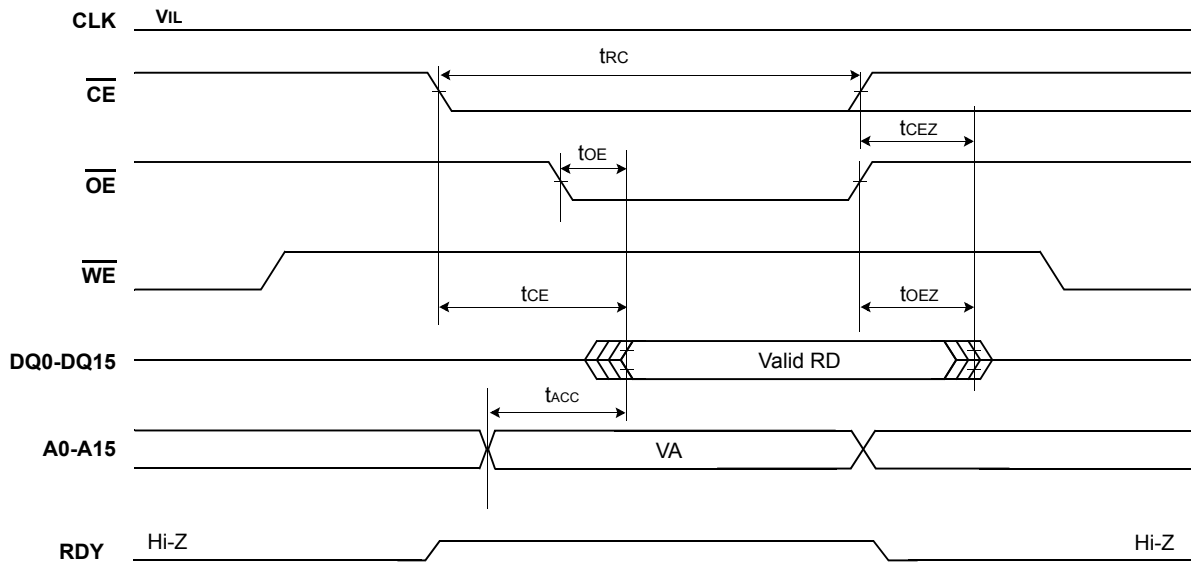 CLK VIL
tRC
CE
tCEZ
tOE
OE
WE
tCE tOEZ
DQ0-DQ15 Valid RD
tACC
A0-A15 VA
RDY Hi-Z Hi-Z